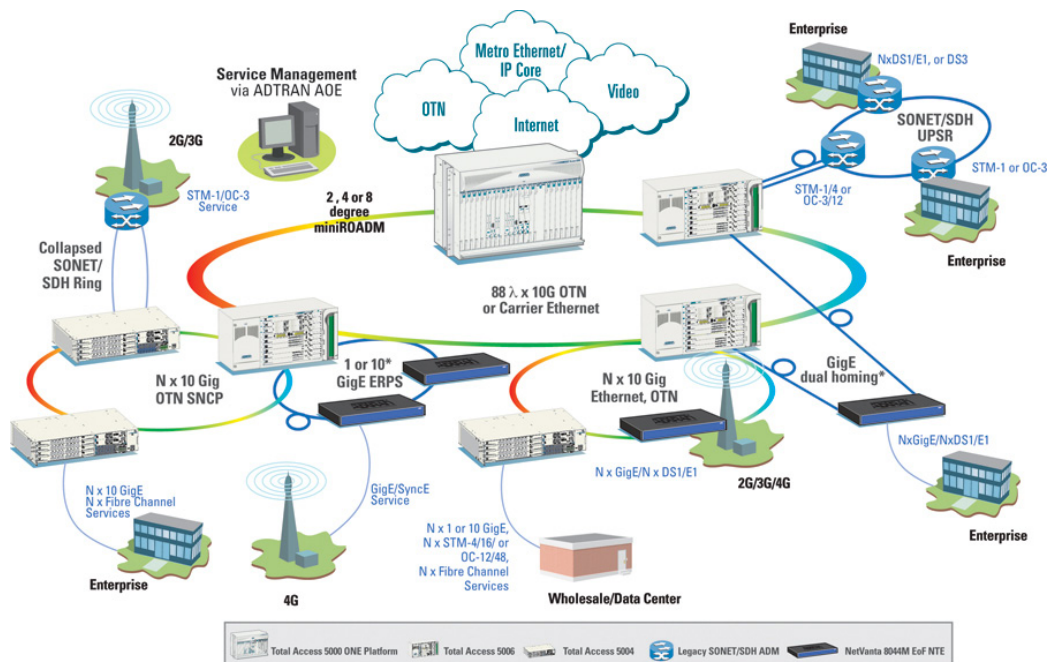 Metro Ethernet/
IP Core
OTN
Video
Internet
Service Management
via ADTRAN AOE
2G/3G
STM-1/OC-3
Service
Collapsed
SONET/
SDH Ring
2 , 4 or 8
degree
miniROADM
Enterprise
NxDS1/E1, or DS3
SONET/SDH
UPSR
STM-1 or OC-3
STM-1/4 or
OC-3/12
Enterprise
88 λ x 10G OTN
or Carrier Ethernet
N x 10 Gig
OTN SNCP
1 or 10*
GigE ERPS
N x 10 Gig
Ethernet, OTN
GigE
dual homing*
N x GigE/N x DS1/E1
2G/3G/4G
NxGigE/NxDS1/E1
Enterprise
N x 10 GigE
N x Fibre Channel
Services
Enterprise
GigE/SyncE
Service
4G
N x 1 or 10 GigE,
N x STM-4/16/ or
OC-12/48,
N x Fibre Channel
Services
Wholesale/Data Center
Total Access 5000 ONE Platform
Total Access 5006
Total Access 5004
Legacy SONET/SDH ADM
NetVanta 8044M EoF NTE